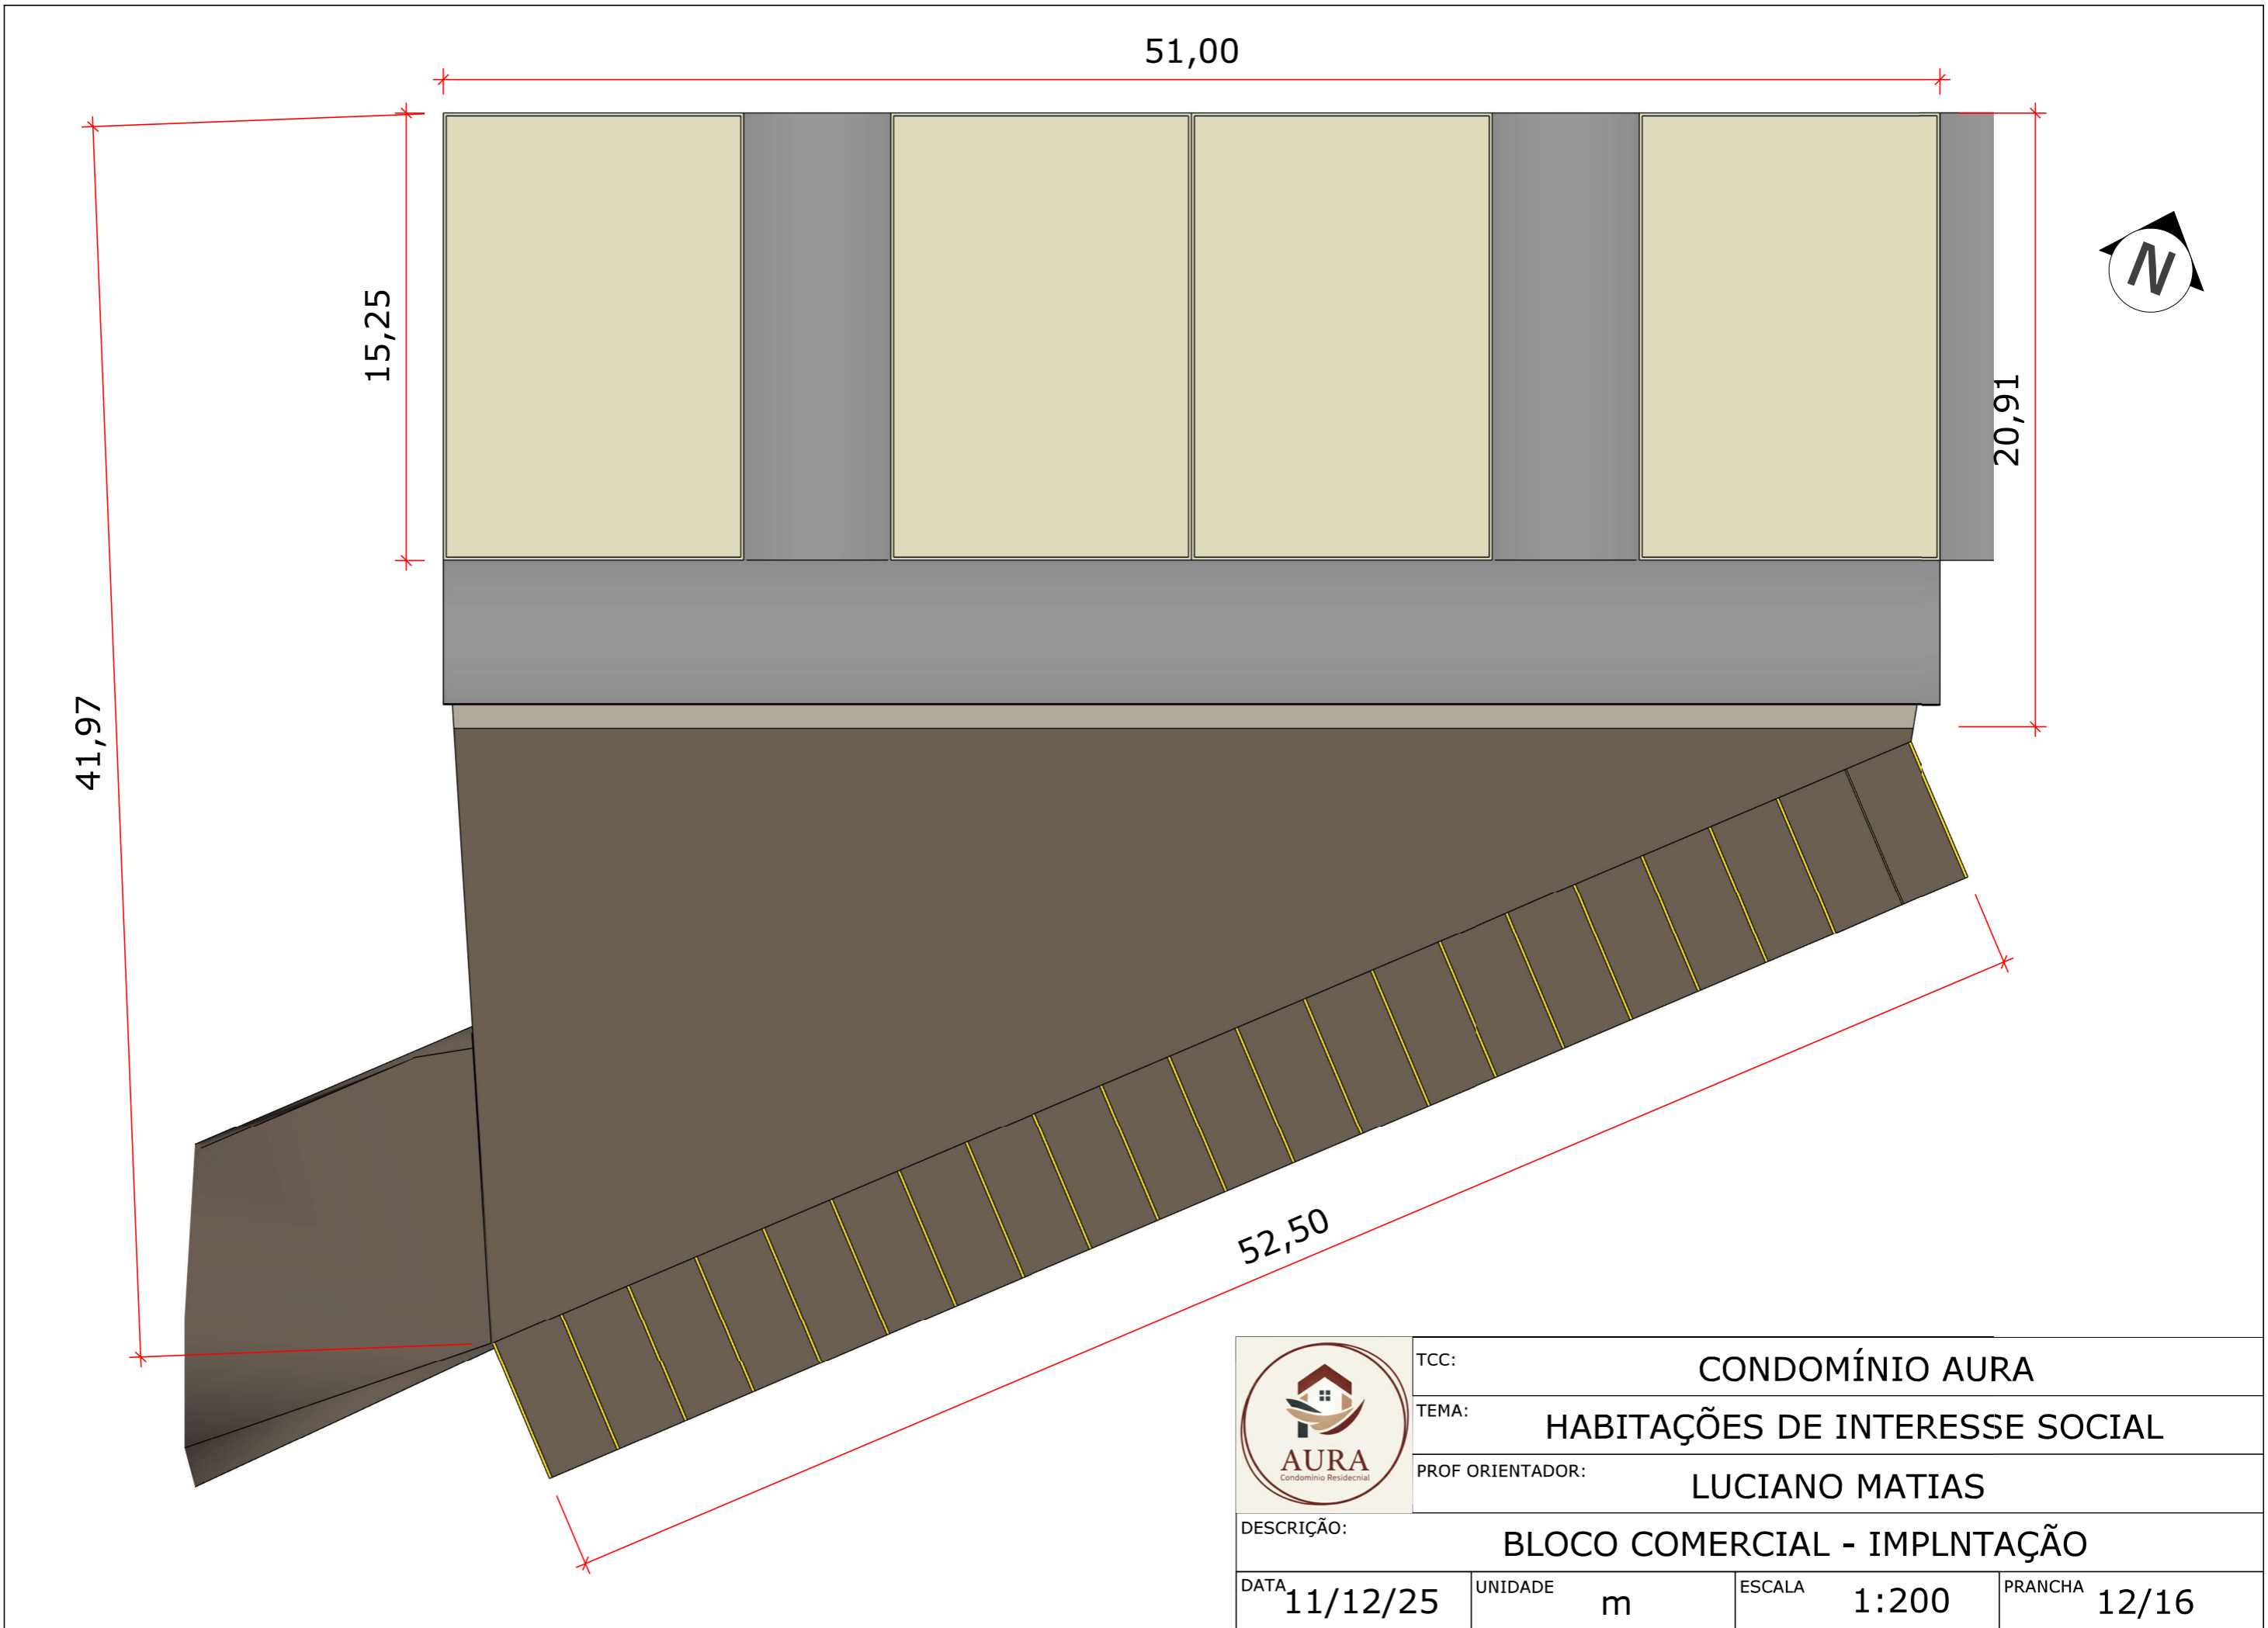 51,00
15,25
20,91
N
41,97
52,50
AURA
Condominio Residecnial
TCC:
CONDOMÍNIO AURA
TEMA:
HABITAÇÕES DE INTERESSE SOCIAL
PROF ORIENTADOR:
LUCIANO MATIAS
DESCRIÇÃO:
BLOCO COMERCIAL - IMPLNTAÇÃO
DATA 11/12/25
UNIDADE m
ESCALA 1:200
PRANCHA 12/16